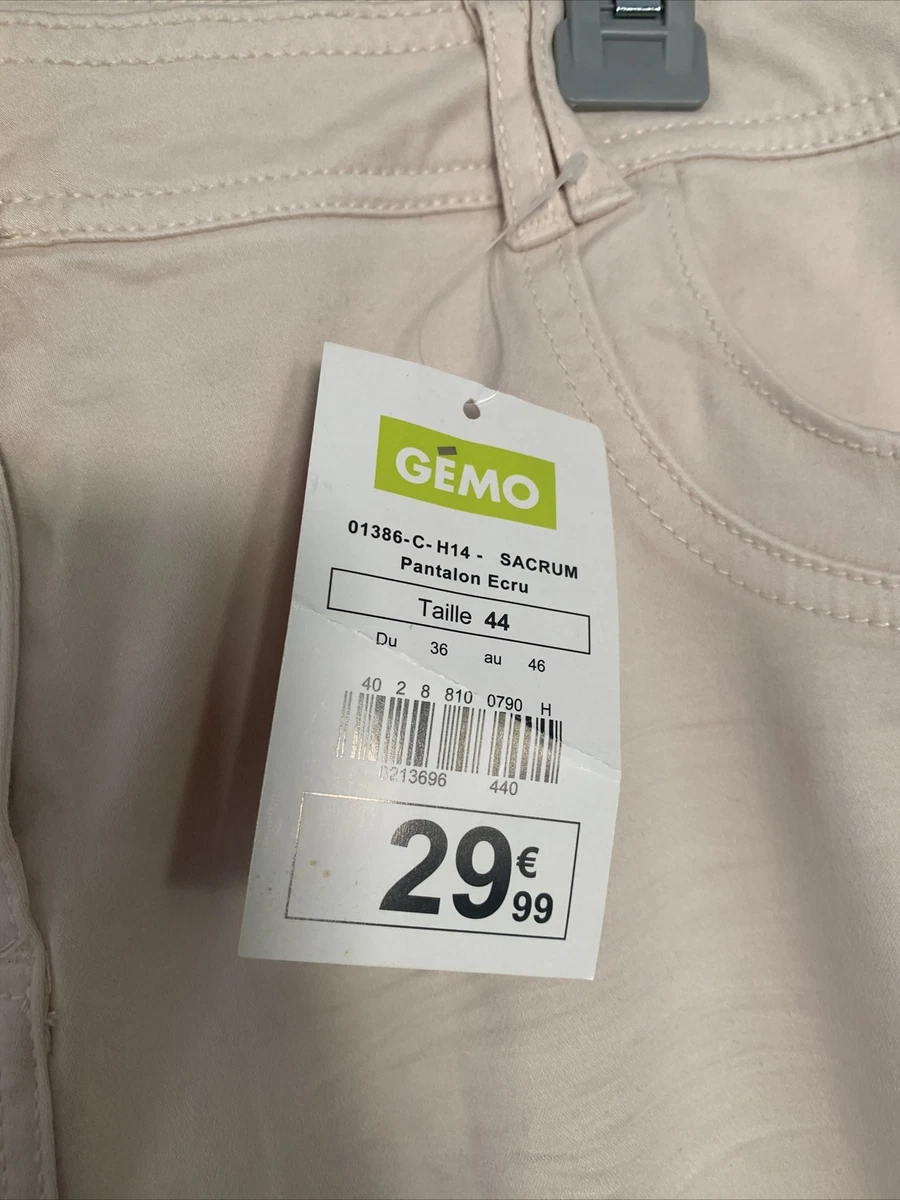 GÉMO
01386-C-H14 - SACRUM
Pantalon Ecru
Taille 44
Du 36 au 46
40 2 8 810 0790 H
213696 440
29 € 99